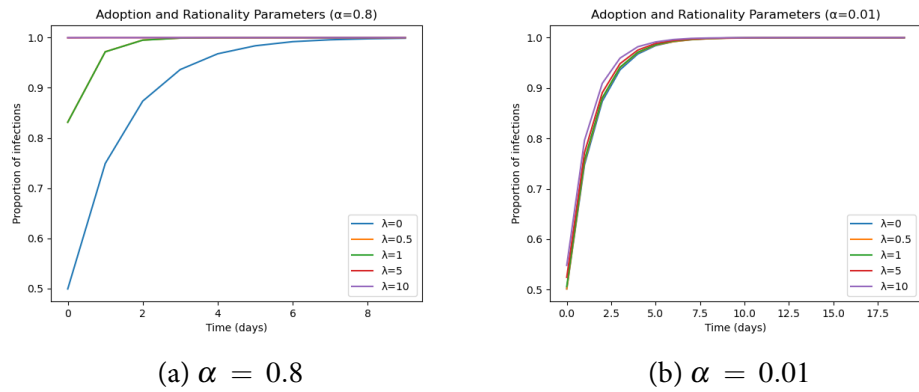 Adoption and Rationality Parameters (α=0.8)
1.0
0.9
0.8
0.7
0.6
0.5
Proportion of infections
0
2
4
6
8
Time (days)
λ=0
λ=0.5
λ=1
λ=5
λ=10
(a) α = 0.8
Adoption and Rationality Parameters (α=0.01)
1.0
0.9
0.8
0.7
0.6
0.5
Proportion of infections
0.0
2.5
5.0
7.5
10.0
12.5
15.0
17.5
Time (days)
λ=0
λ=0.5
λ=1
λ=5
λ=10
(b) α = 0.01